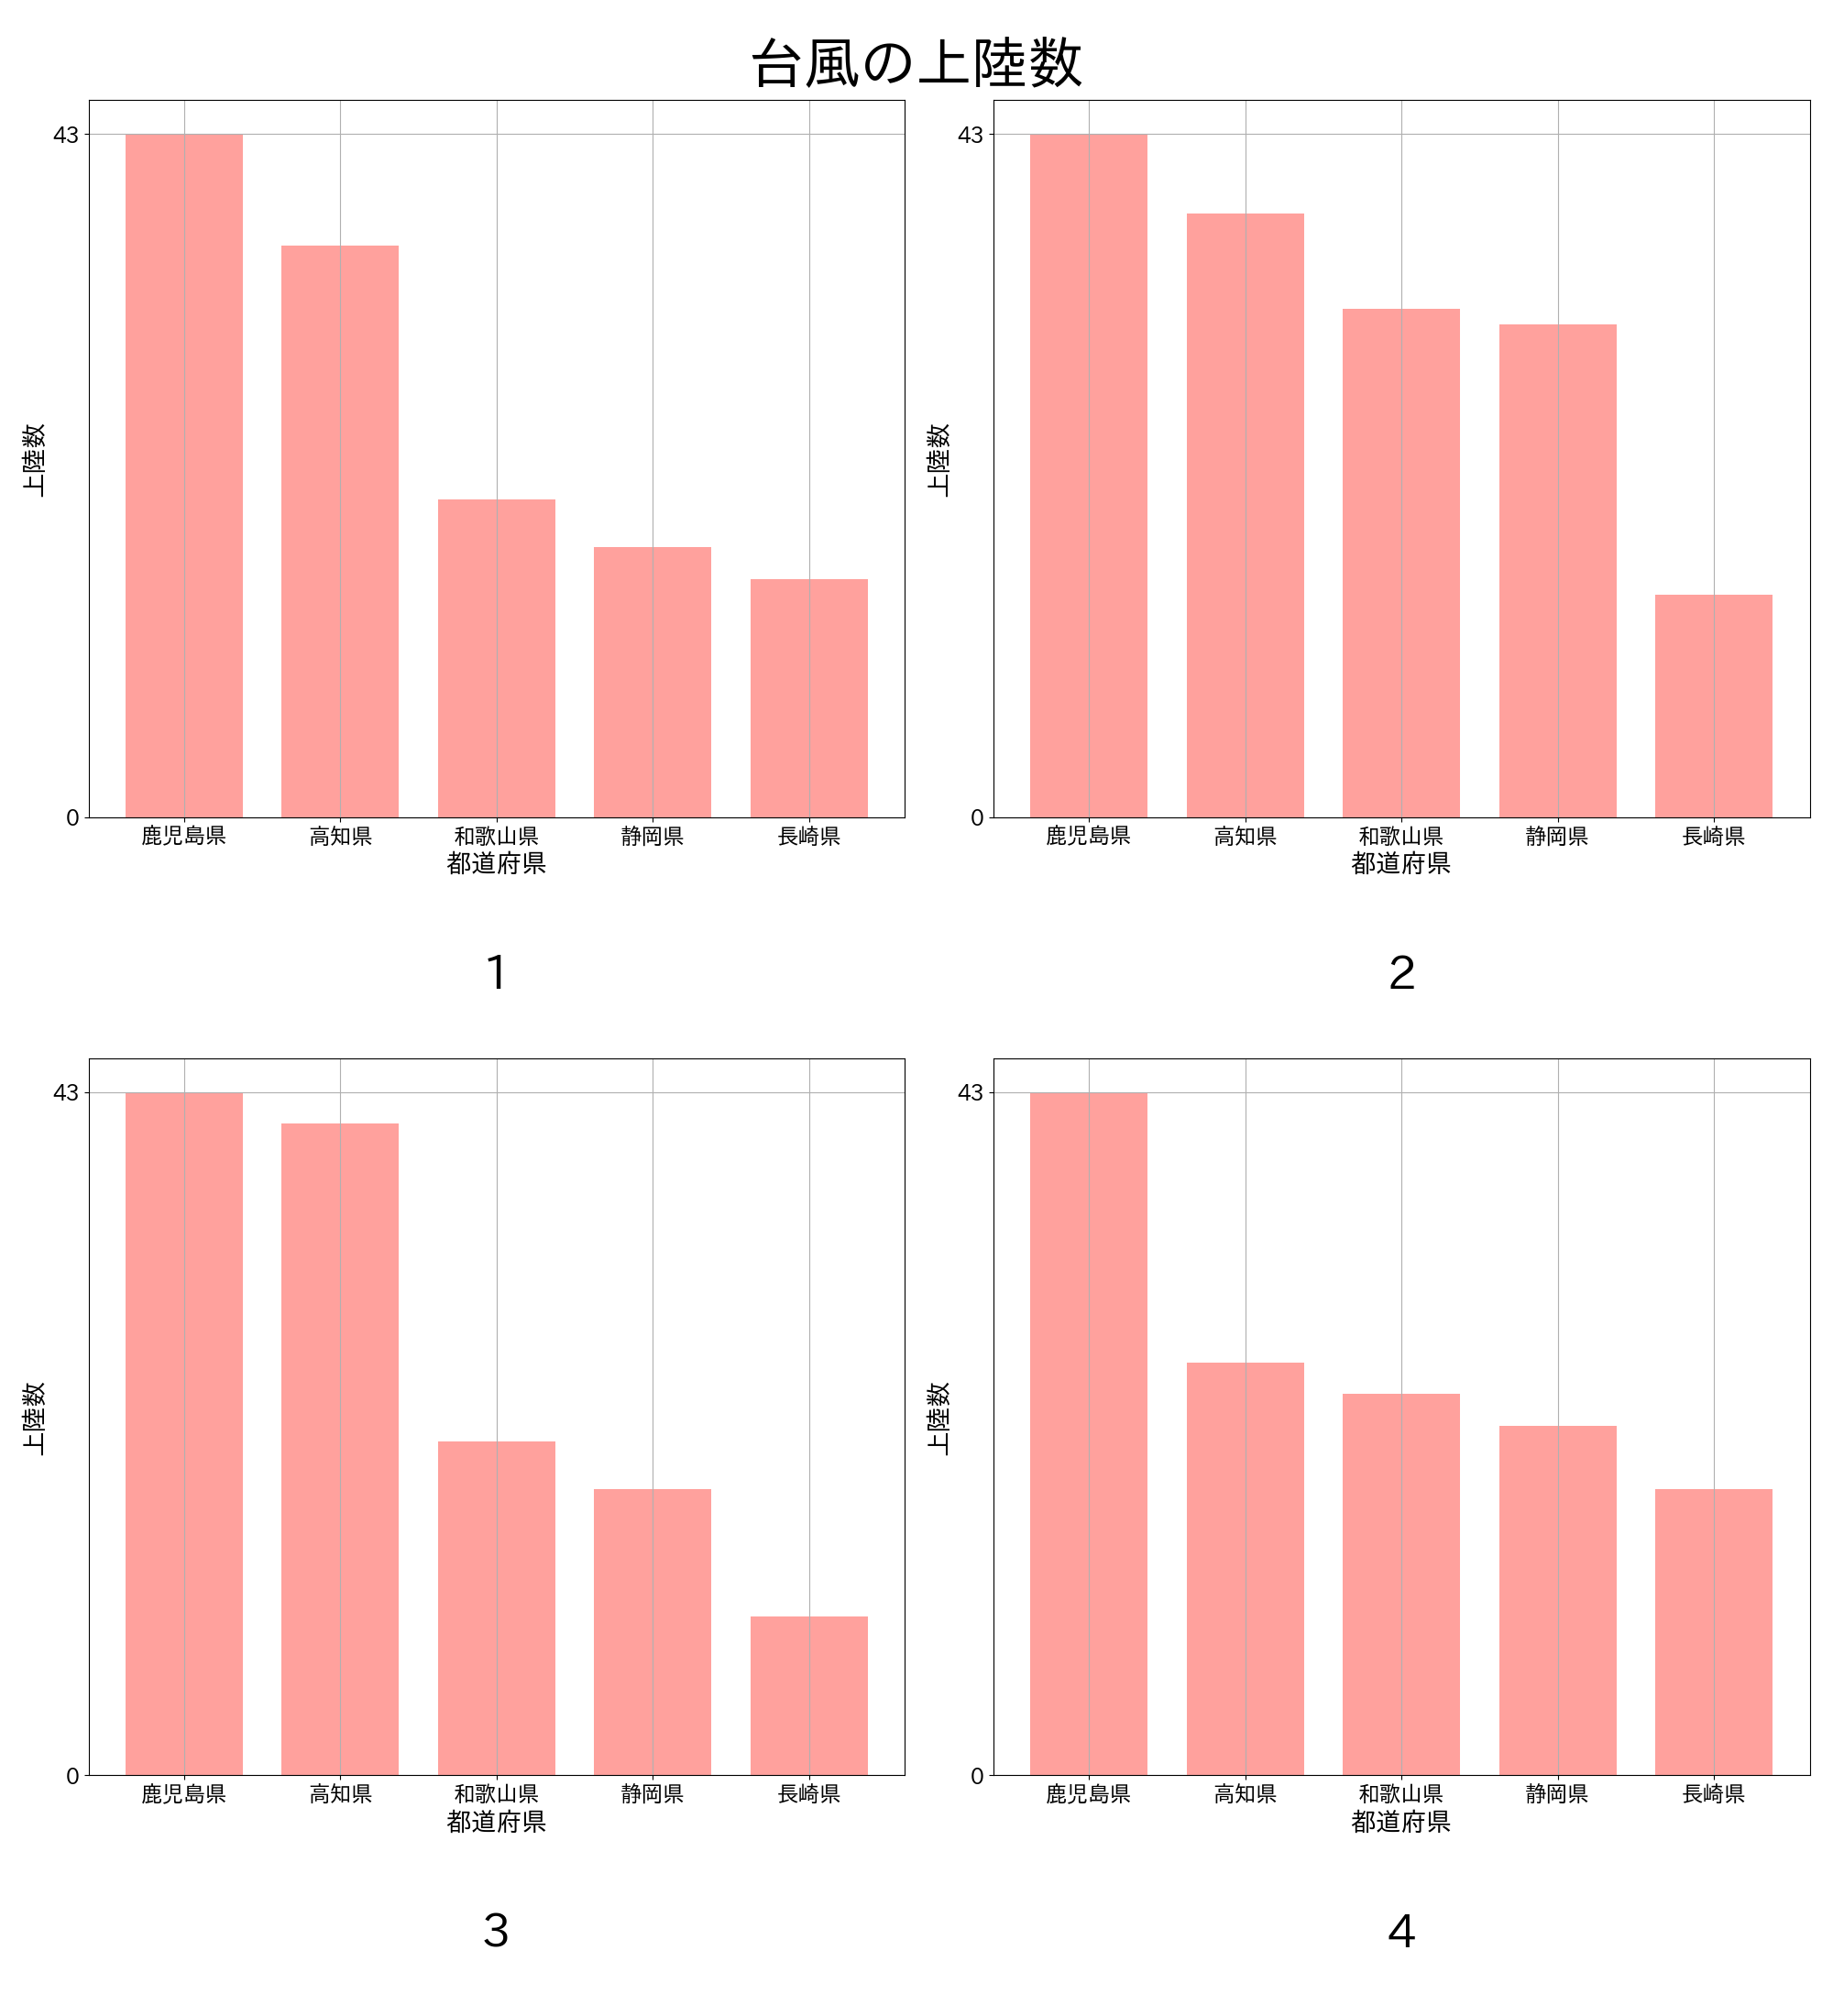 台風の上陸数
43
0
上陸数
鹿児島県 高知県 和歌山県 静岡県 長崎県
都道府県
1
43
0
上陸数
鹿児島県 高知県 和歌山県 静岡県 長崎県
都道府県
2
43
0
上陸数
鹿児島県 高知県 和歌山県 静岡県 長崎県
都道府県
3
43
0
上陸数
鹿児島県 高知県 和歌山県 静岡県 長崎県
都道府県
4